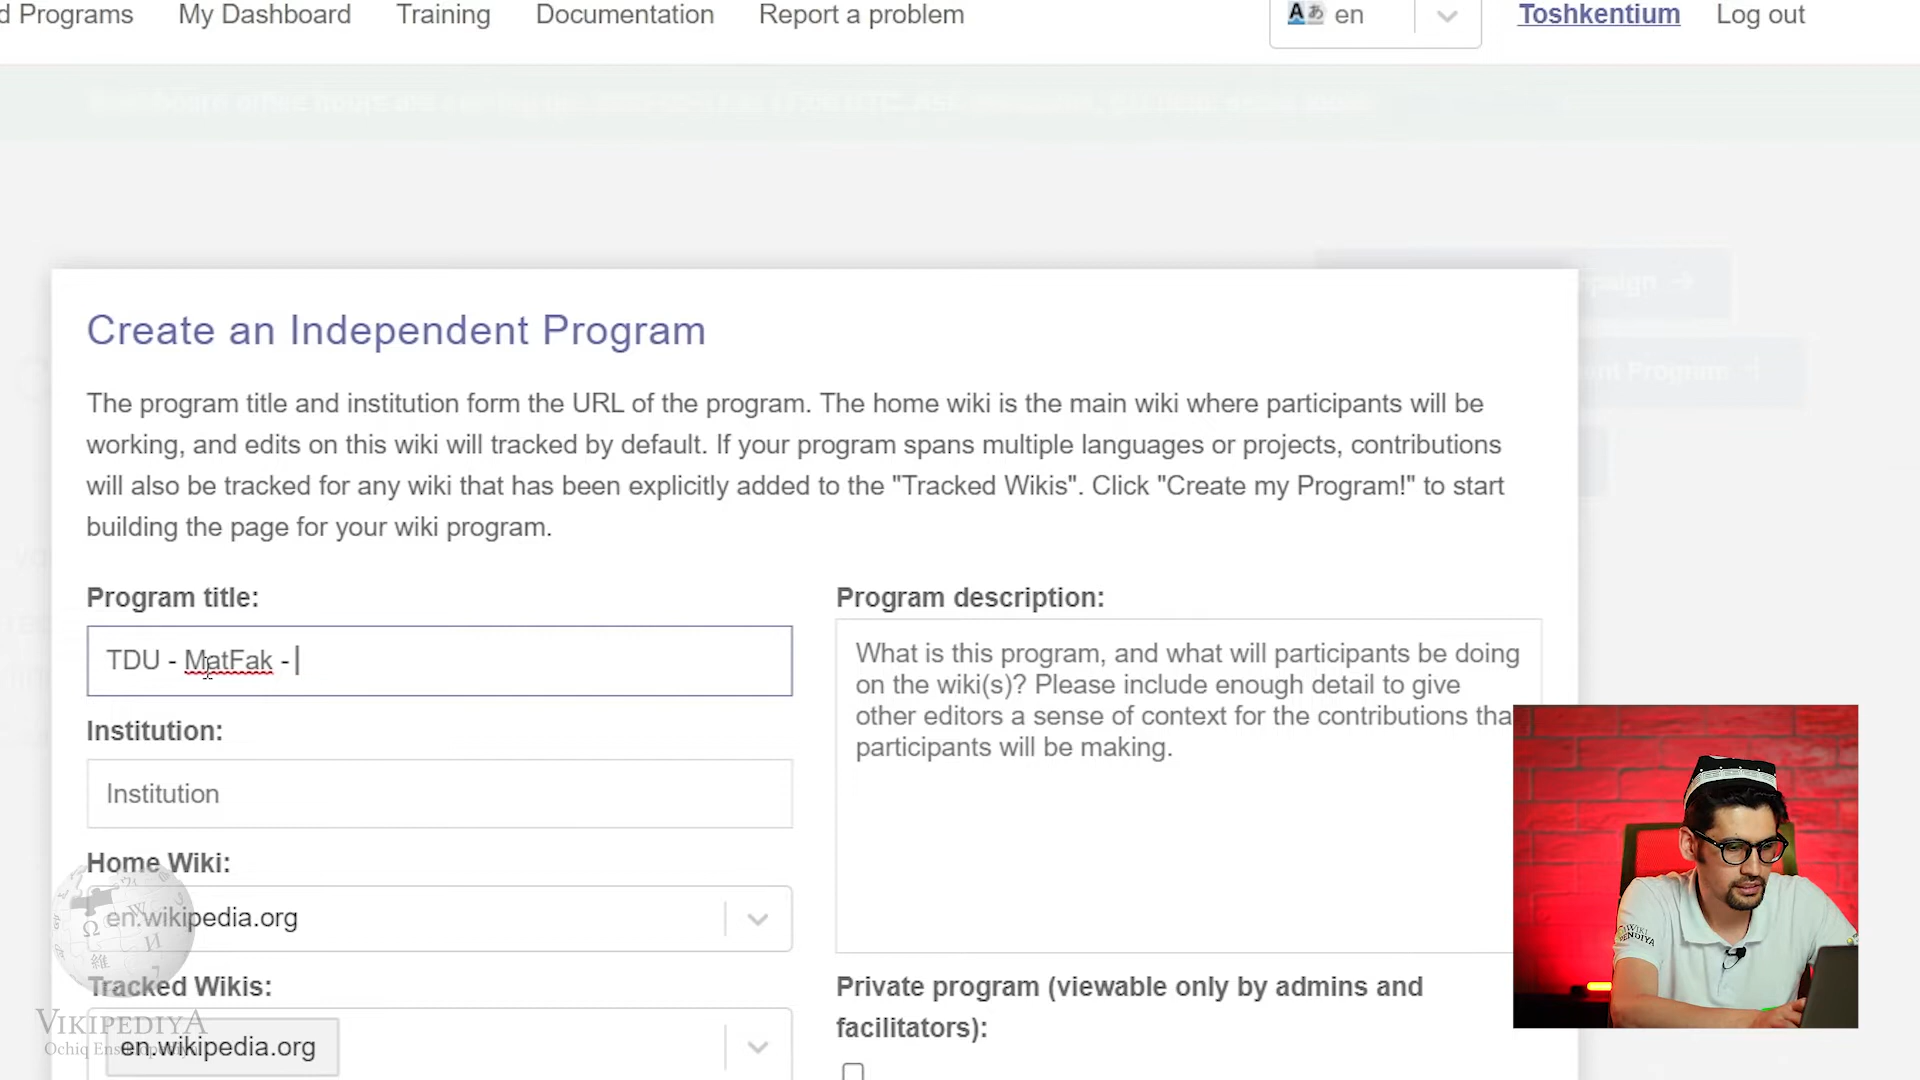 d Programs My Dashboard Training Documentation Report a problem en Toshkentium Log out
Create an Independent Program
The program title and institution form the URL of the program. The home wiki is the main wiki where participants will be
working, and edits on this wiki will tracked by default. If your program spans multiple languages or projects, contributions
will also be tracked for any wiki that has been explicitly added to the "Tracked Wikis". Click "Create my Program!" to start
building the page for your wiki program.
Program title:
TDU - MatFak -
Institution:
Institution
Home Wiki:
en.wikipedia.org
Tracked Wikis:
en.wikipedia.org
Program description:
What is this program, and what will participants be doing
on the wiki(s)? Please include enough detail to give
other editors a sense of context for the contributions tha
participants will be making.
Private program (viewable only by admins and
facilitators):
VIKIPEDIYA
Ochiq
WIKI